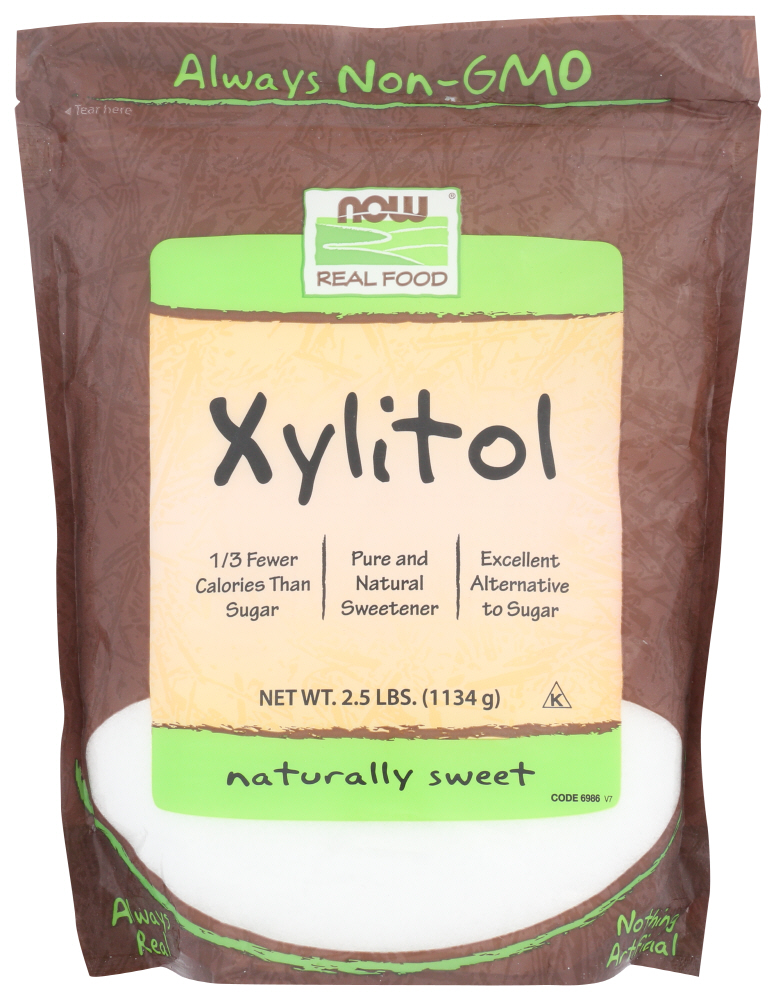 Always Non-GMO
Tear here
now ®
REAL FOOD
Xylitol
1/3 Fewer
Calories Than
Sugar
Pure and
Natural
Sweetener
Excellent
Alternative
to Sugar
NET WT. 2.5 LBS. (1134 g)
K
naturally sweet
CODE 6986 V7
Always
Real
Nothing
Artificial